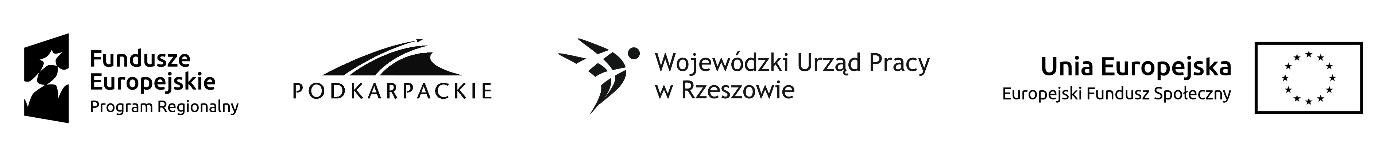 Fundusze
Europejskie
Program Regionalny
PODKARPACKIE
Wojewódzki Urząd Pracy
w Rzeszowie
Unia Europejska
Europejski Fundusz Społeczny